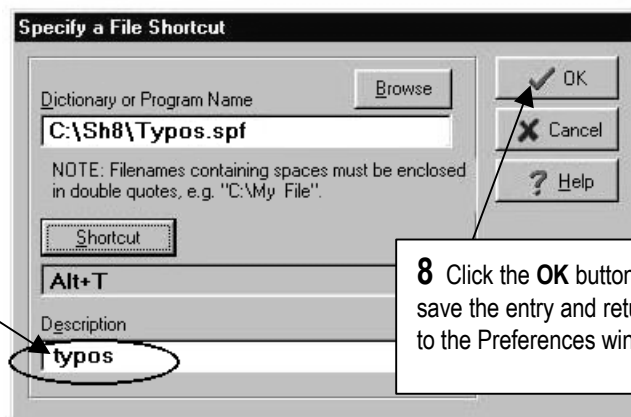 Specify a File Shortcut
Dictionary or Program Name
Browse
C:\Sh8\Typos.spf
NOTE: Filenames containing spaces must be enclosed
in double quotes, e.g. "C:\My File".
Shortcut
Alt+T
Description
typos
OK
Cancel
Help
8 Click the OK button
save the entry and retu
to the Preferences win